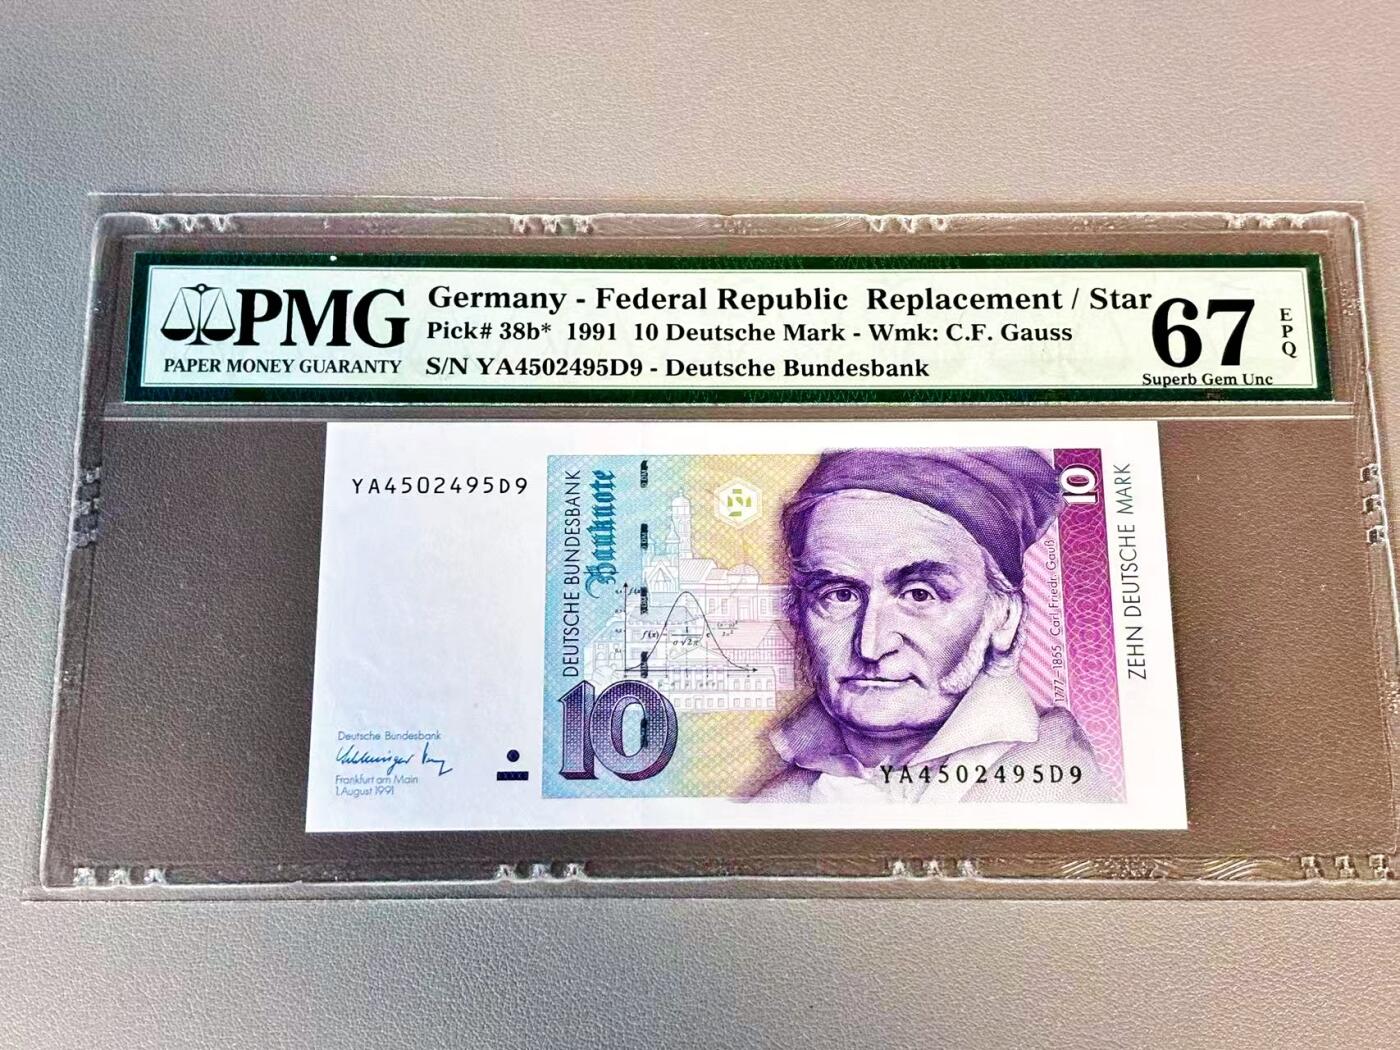 PMG
PAPER MONEY GUARANTY
Germany - Federal Republic Replacement / Star
Pick# 38b* 1991 10 Deutsche Mark - Wmk: C.F. Gauss
S/N YA4502495D9 - Deutsche Bundesbank
67
EPQ
Superb Gem Unc
YA4502495D9
DEUTSCHE BUNDESBANK
Banknote
10
ZEHN DEUTSCHE MARK
1777–1855 Carl Friedr. Gauß
10
YA4502495D9
Deutsche Bundesbank
Frankfurt am Main
1. August 1991